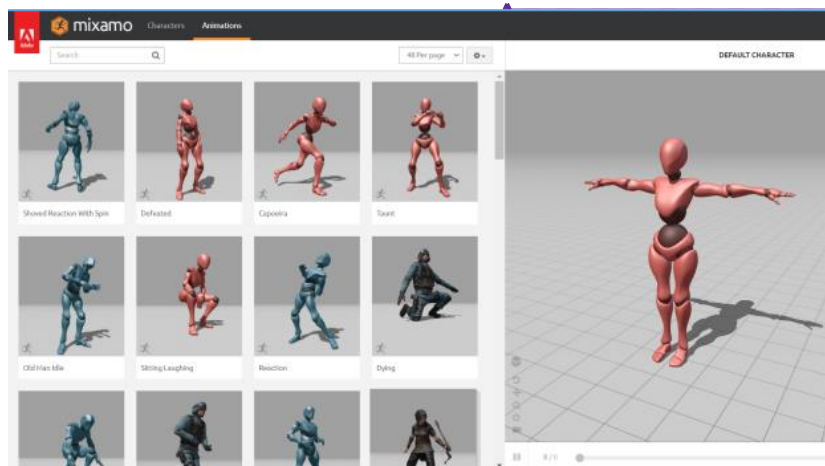 Adobe
mixamo
Characters
Animations
Search
48 Per page
DEFAULT CHARACTER
Shoved Reaction With Spin
Defeated
Capoeira
Taunt
Old Man Idle
Sitting Laughing
Reaction
Dying